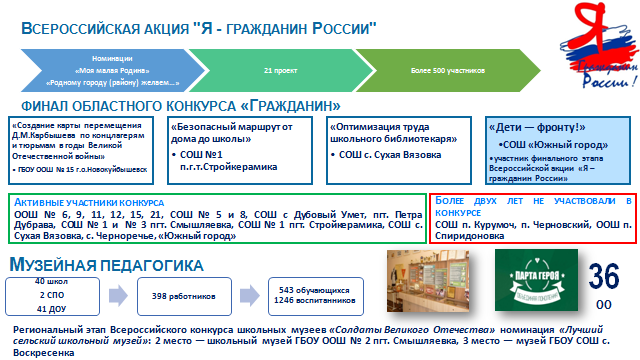 ВСЕРОССИЙСКАЯ АКЦИЯ "Я - ГРАЖДАНИН РОССИИ"
Номинации
«Моя малая Родина»
«Родному городу (району) желаем…»
21 проект
Более 500 участников
Я
Гражданин
России!
ФИНАЛ ОБЛАСТНОГО КОНКУРСА «ГРАЖДАНИН»
«Создание карты перемещения
Д.М.Карбышева по концлагерям
и тюрьмам в годы Великой
Отечественной войны»
• ГБОУ ООШ № 15 г.о.Новокуйбышевск
«Безопасный маршрут от
дома до школы»
• СОШ №1
п.г.т.Стройкерамика
«Оптимизация труда
школьного библиотекаря»
• СОШ с. Сухая Вязовка
«Дети — фронту!»
•СОШ «Южный город»
•участник финального этапа
Всероссийской акции «Я –
гражданин России»
АКТИВНЫЕ УЧАСТНИКИ КОНКУРСА
ООШ № 6, 9, 11, 12, 15, 21, СОШ № 5 и 8, СОШ с Дубовый Умет, пгт. Петра
Дубрава, СОШ № 1 и № 3 пгт. Смышляевка, СОШ № 1 пгт. Стройкерамика, СОШ с.
Сухая Вязовка, с. Черноречье, «Южный город»
БОЛЕЕ ДВУХ ЛЕТ НЕ УЧАСТВОВАЛИ В
КОНКУРСЕ
СОШ п. Курумоч, п. Черновский, ООШ п.
Спиридоновка
МУЗЕЙНАЯ ПЕДАГОГИКА
40 школ
2 СПО
41 ДОУ
398 работников
543 обучающихся
1246 воспитанников
ПАРТА ГЕРОЯ
36
ОО
Региональный этап Всероссийского конкурса школьных музеев «Солдаты Великого Отечества» номинация «Лучший
сельский школьный музей»: 2 место — школьный музей ГБОУ ООШ № 2 пгт. Смышляевка, 3 место — музей ГБОУ СОШ с.
Воскресенка